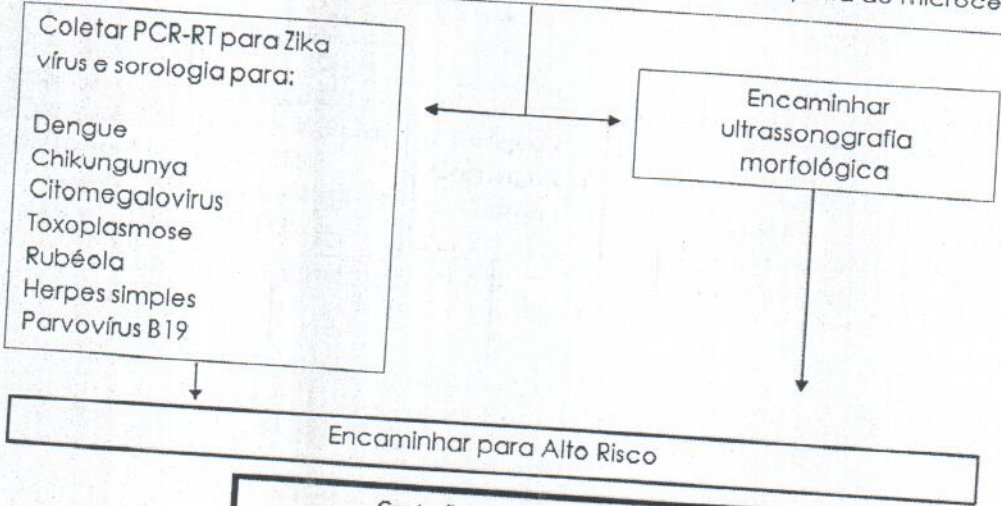 Coletar PCR-RT para Zika
vírus e sorologia para:
Dengue
Chikungunya
Citomegalovirus
Toxoplasmose
Rubéola
Herpes simples
Parvovírus B19
Encaminhar
ultrassonografia
morfológica
Encaminhar para Alto Risco